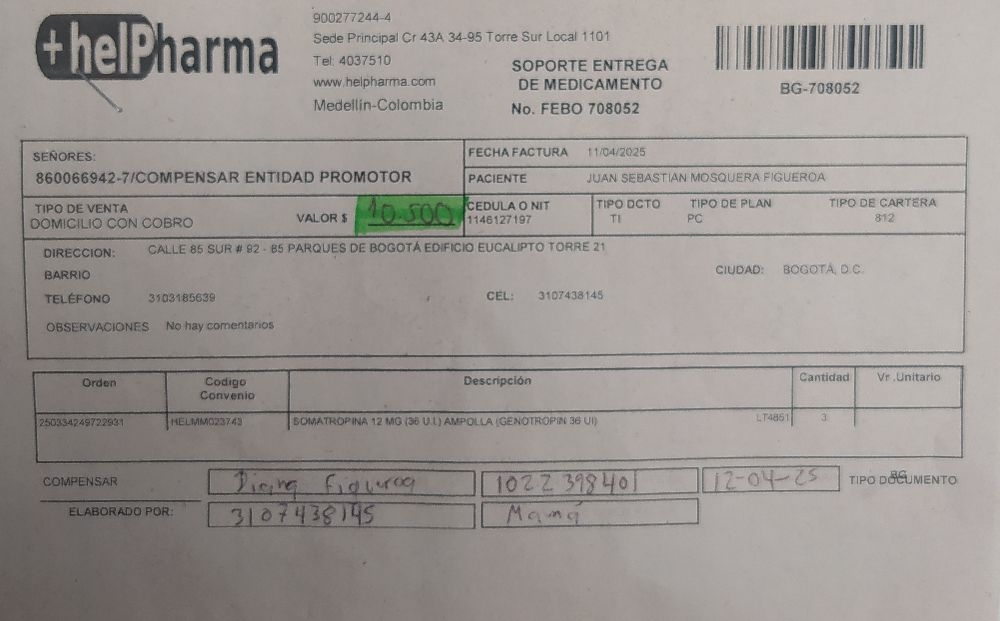 +helPharma
900277244-4
Sede Principal Cr 43A 34-95 Torre Sur Local 1101
Tel: 4037510
www.helpharma.com
Medellín-Colombia
SOPORTE ENTREGA
DE MEDICAMENTO
No. FEBO 708052
BG-708052
SEÑORES:
860066942-7/COMPENSAR ENTIDAD PROMOTOR
FECHA FACTURA 11/04/2025
PACIENTE JUAN SEBASTIAN MOSQUERA FIGUEROA
TIPO DE VENTA
DOMICILIO CON COBRO
VALOR $ 10.500
CEDULA O NIT
1146127197
TIPO DCTO
TI
TIPO DE PLAN
PC
TIPO DE CARTERA
812
DIRECCION: CALLE 85 SUR # 92 - 85 PARQUES DE BOGOTÁ EDIFICIO EUCALIPTO TORRE 21
BARRIO
CIUDAD: BOGOTÁ, D.C.
TELÉFONO 3103185639
CEL: 3107438145
OBSERVACIONES No hay comentarios
Orden Codigo Convenio Descripción Cantidad Vr.Unitario
250334249722931 HELMM023743 SOMATROPINA 12 MG (36 U.I.) AMPOLLA (GENOTROPIN 36 UI) LT4851 3
COMPENSAR Diana Figueroa 1022398401 12-04-25 TIPO DOCUMENTO BG
ELABORADO POR: 3107438145 Mamá